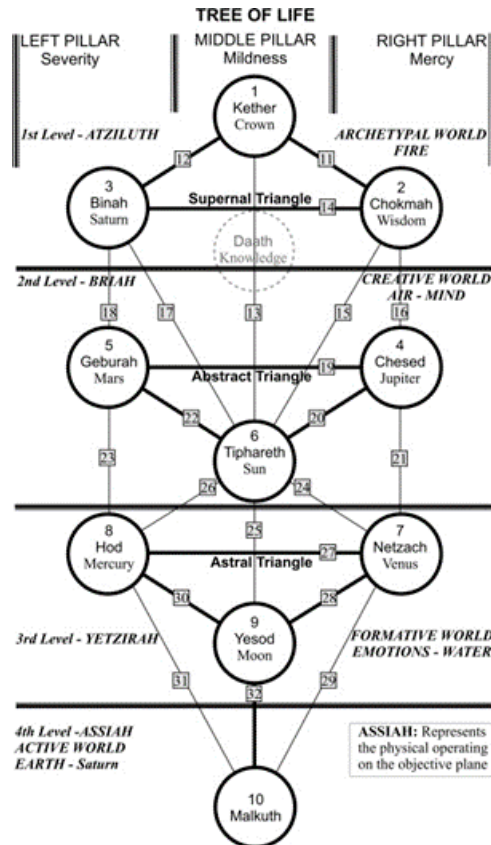 TREE OF LIFE
LEFT PILLAR
Severity
MIDDLE PILLAR
Mildness
RIGHT PILLAR
Mercy
1
Kether
Crown
1st Level - ATZILUTH
ARCHETYPAL WORLD
FIRE
12
11
3
Binah
Saturn
Supernal Triangle
14
2
Chokmah
Wisdom
Daath
Knowledge
2nd Level - BRIAH
CREATIVE WORLD
AIR - MIND
18
17
13
15
16
5
Geburah
Mars
19
Abstract Triangle
4
Chesed
Jupiter
22
20
6
Tiphareth
Sun
23
21
26
24
25
8
Hod
Mercury
27
Astral Triangle
7
Netzach
Venus
30
28
9
Yesod
Moon
3rd Level - YETZIRAH
FORMATIVE WORLD
EMOTIONS - WATER
31
32
29
4th Level -ASSIAH
ACTIVE WORLD
EARTH - Saturn
ASSIAH: Represents
the physical operating
on the objective plane
10
Malkuth